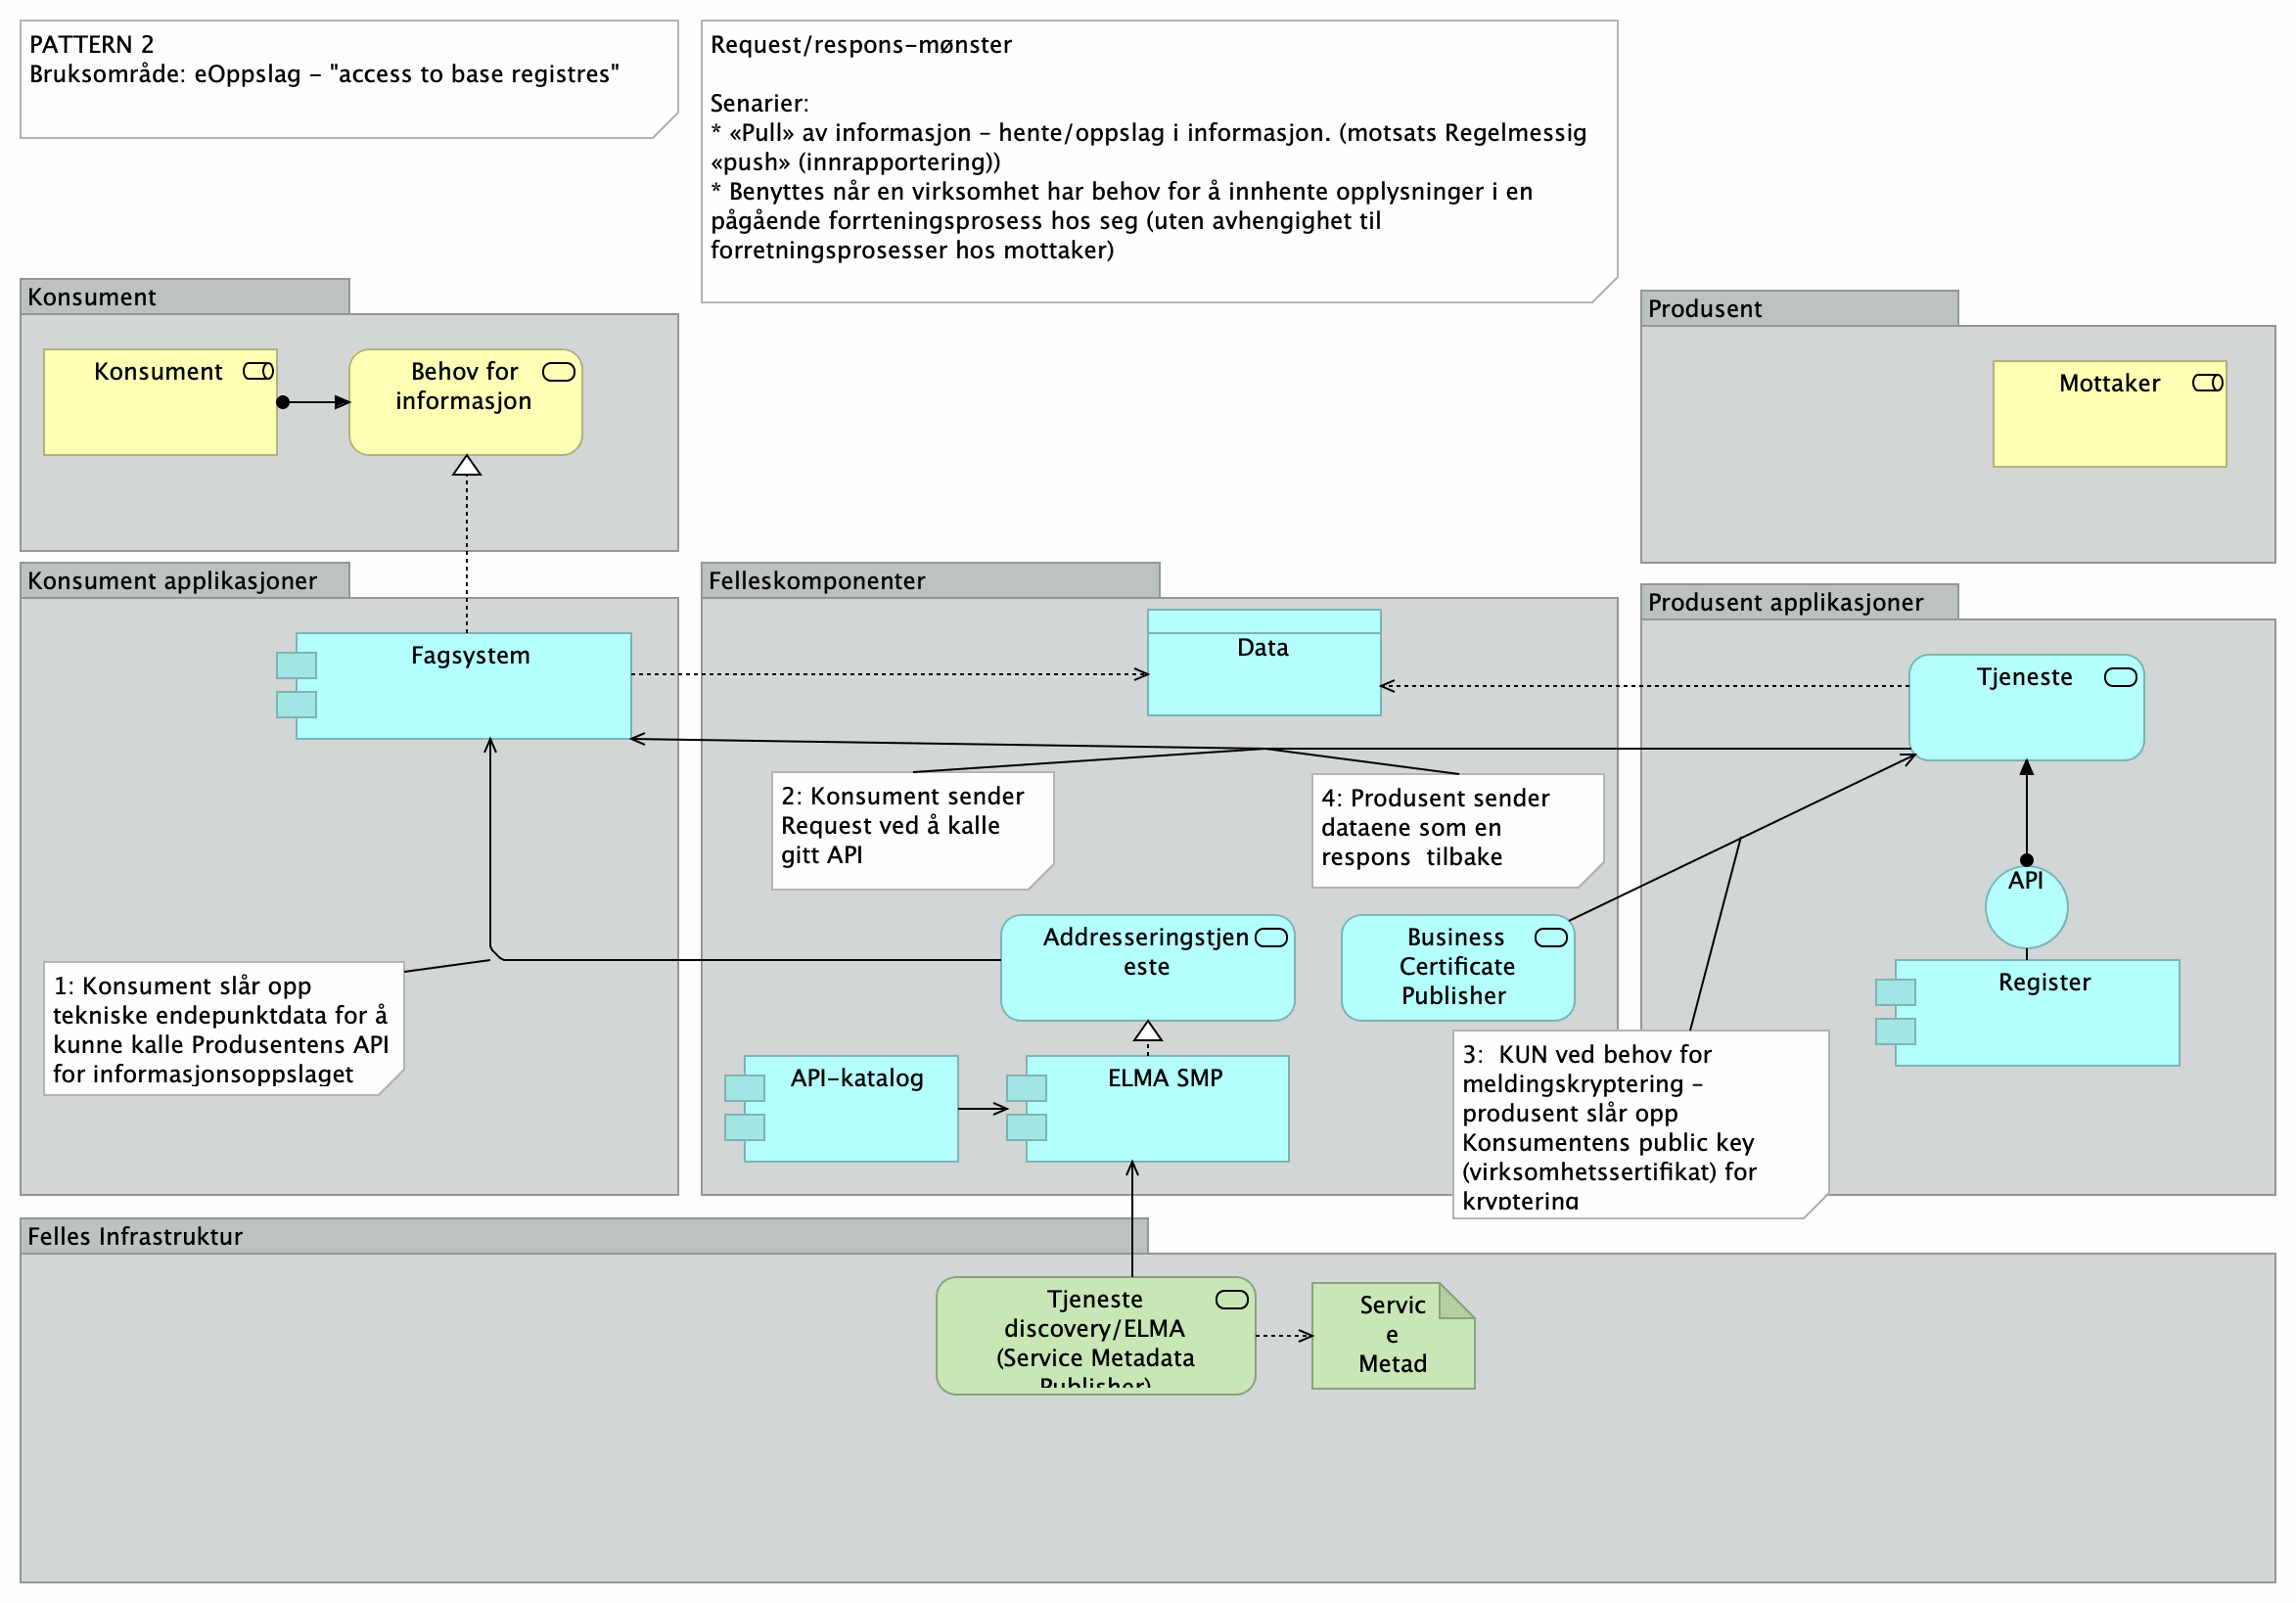 PATTERN 2
Bruksområde: eOppslag - "access to base registres"
Request/respons-mønster
Senarier:
* «Pull» av informasjon – hente/oppslag i informasjon. (motsats Regelmessig
«push» (innrapportering))
* Benyttes når en virksomhet har behov for å innhente opplysninger i en
pågående forrteningsprosess hos seg (uten avhengighet til
forretningsprosesser hos mottaker)
Konsument
Konsument
Behov for
informasjon
Produsent
Mottaker
Konsument applikasjoner
Fagsystem
1: Konsument slår opp
tekniske endepunktdata for å
kunne kalle Produsentens API
for informasjonsoppslaget
Felleskomponenter
Data
2: Konsument sender
Request ved å kalle
gitt API
4: Produsent sender
dataene som en
respons  tilbake
Addresseringstjen
este
Business
Certificate
Publisher
API-katalog
ELMA SMP
Produsent applikasjoner
Tjeneste
API
Register
3:  KUN ved behov for
meldingskryptering -
produsent slår opp
Konsumentens public key
(virksomhetssertifikat) for
kryptering
Felles Infrastruktur
Tjeneste
discovery/ELMA
(Service Metadata
Publisher)
Servic
e
Metad